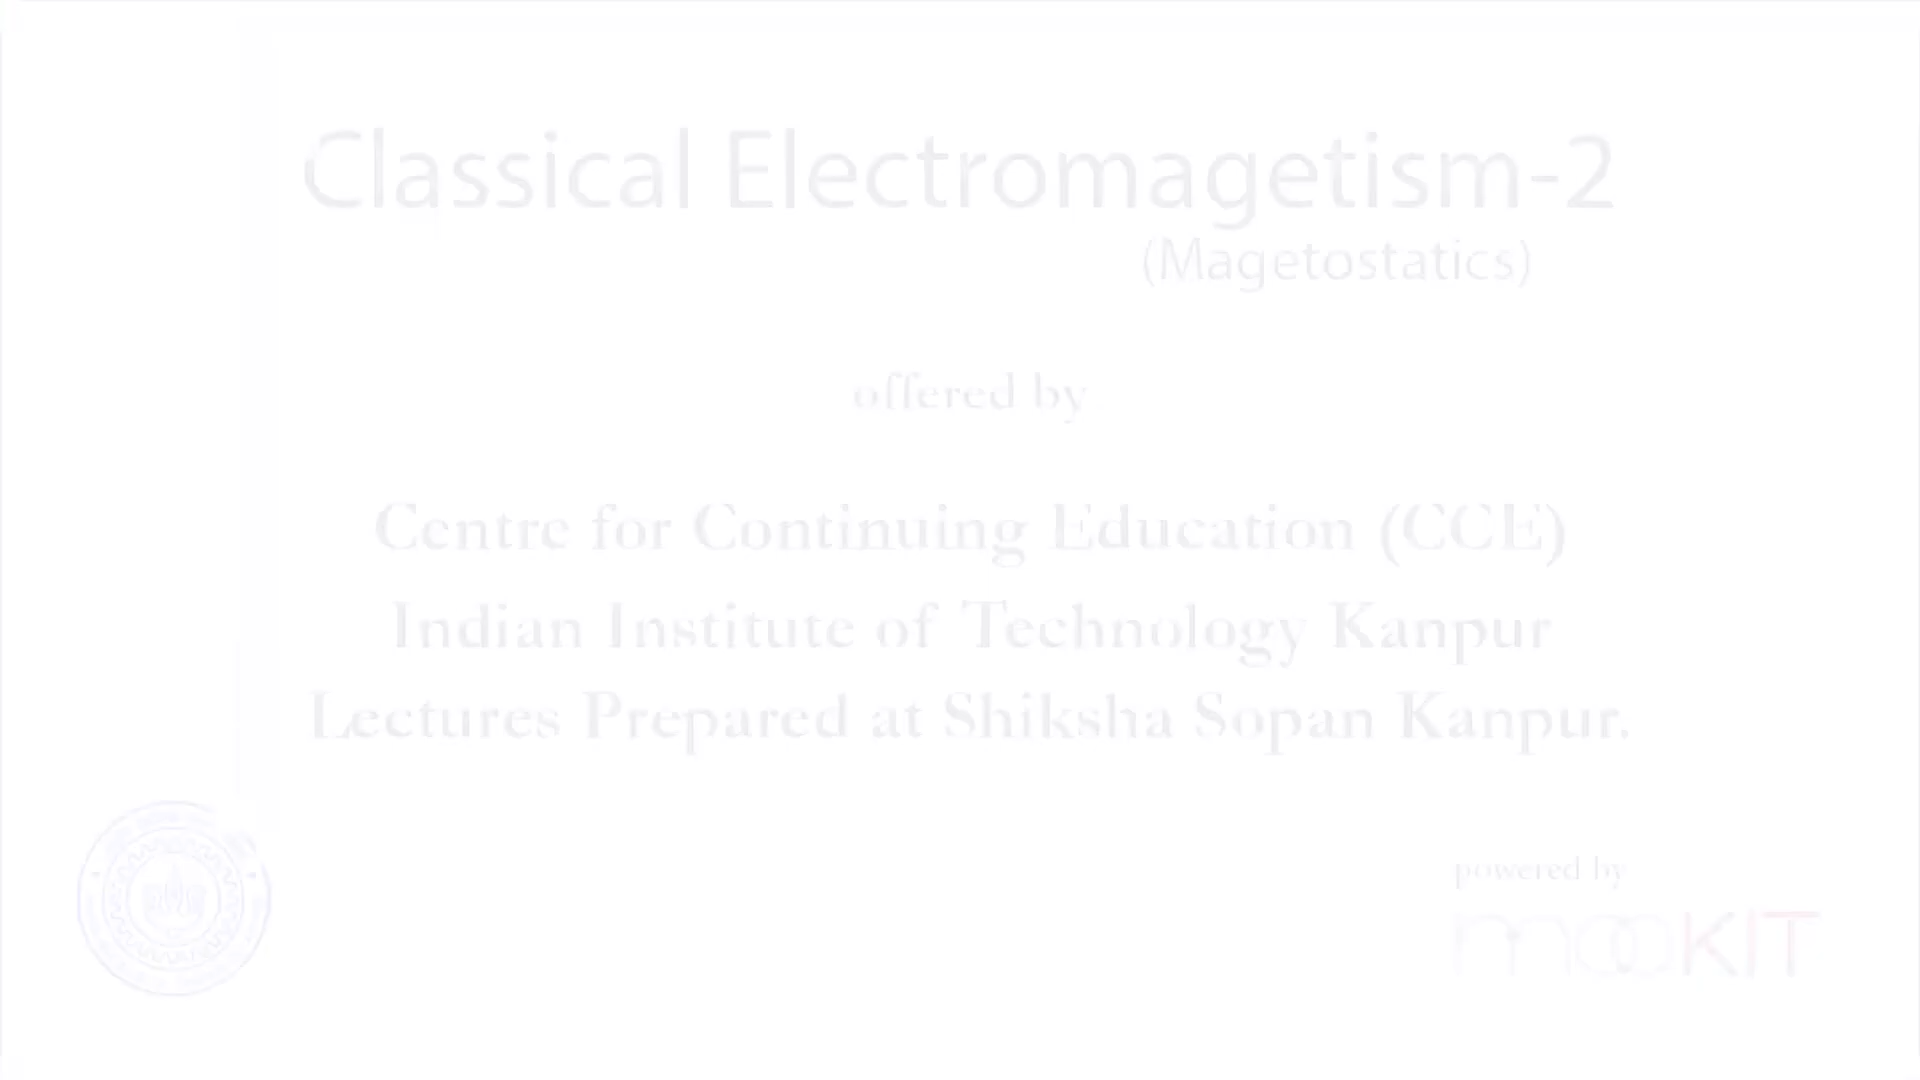 Classical Electromagetism-2
(Magetostatics)
offered by
Centre for Continuing Education (CCE)
Indian Institute of Technology Kanpur
Lectures Prepared at Shiksha Sopan Kanpur.
powered by
mooKIT